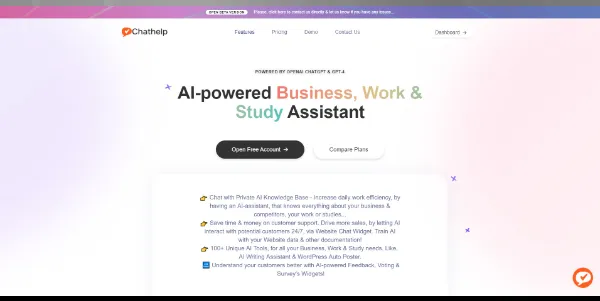 OPEN BETA VERSION Please, click here to contact us directly & let us know if you have any issues...
Chathelp Features Pricing Demo Contact Us Dashboard →
POWERED BY OPENAI CHATGPT & GPT-4
AI-powered Business, Work &
Study Assistant
Open Free Account → Compare Plans
👉 Chat with Private AI Knowledge Base - Increase daily work efficiency, by
having an AI-assistant, that knows everything about your business &
competitors, your work or studies...
👉 Save time & money on customer support. Drive more sales, by letting AI
interact with potential customers 24/7, via Website Chat Widget. Train AI
with your Website data & other documentation!
👉 100+ Unique AI Tools, for all your Business, Work & Study needs. Like,
AI Writing Assistant & WordPress Auto Poster.
Understand your customers better with AI-powered Feedback, Voting &
Survey's Widgets!